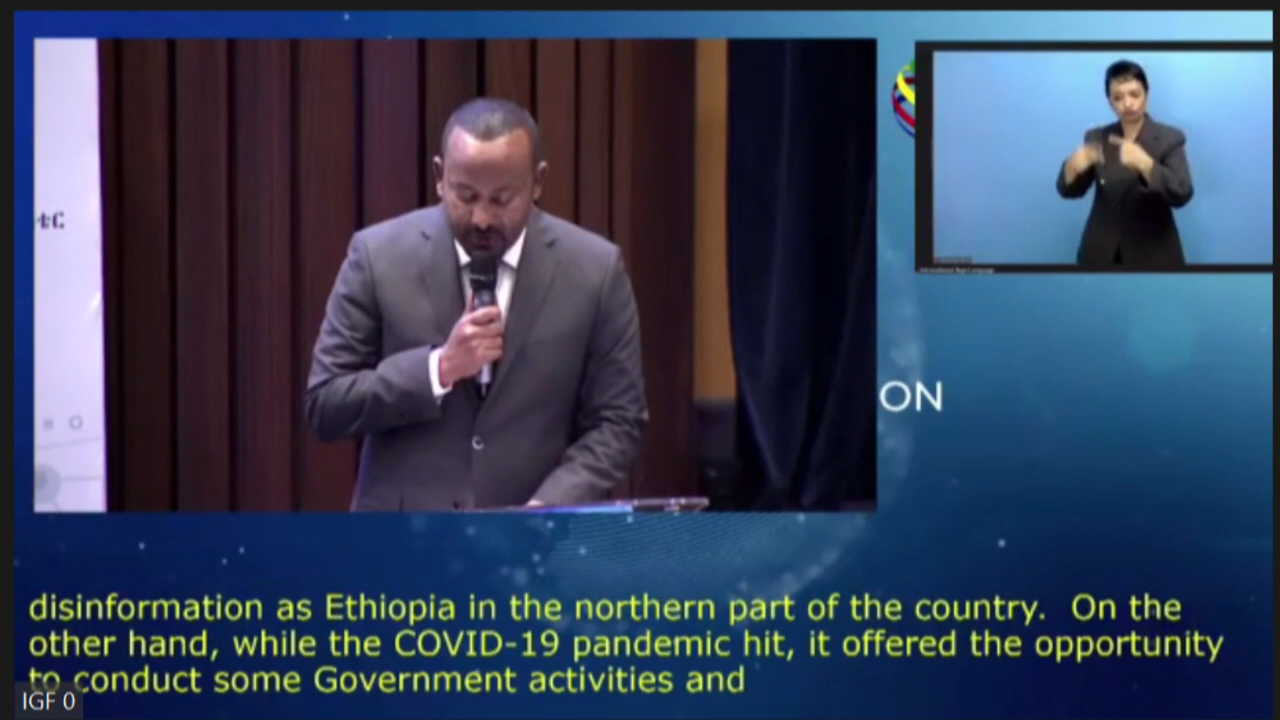 ON
disinformation as Ethiopia in the northern part of the country. On the
other hand, while the COVID-19 pandemic hit, it offered the opportunity
to conduct some Government activities and
IGF 0